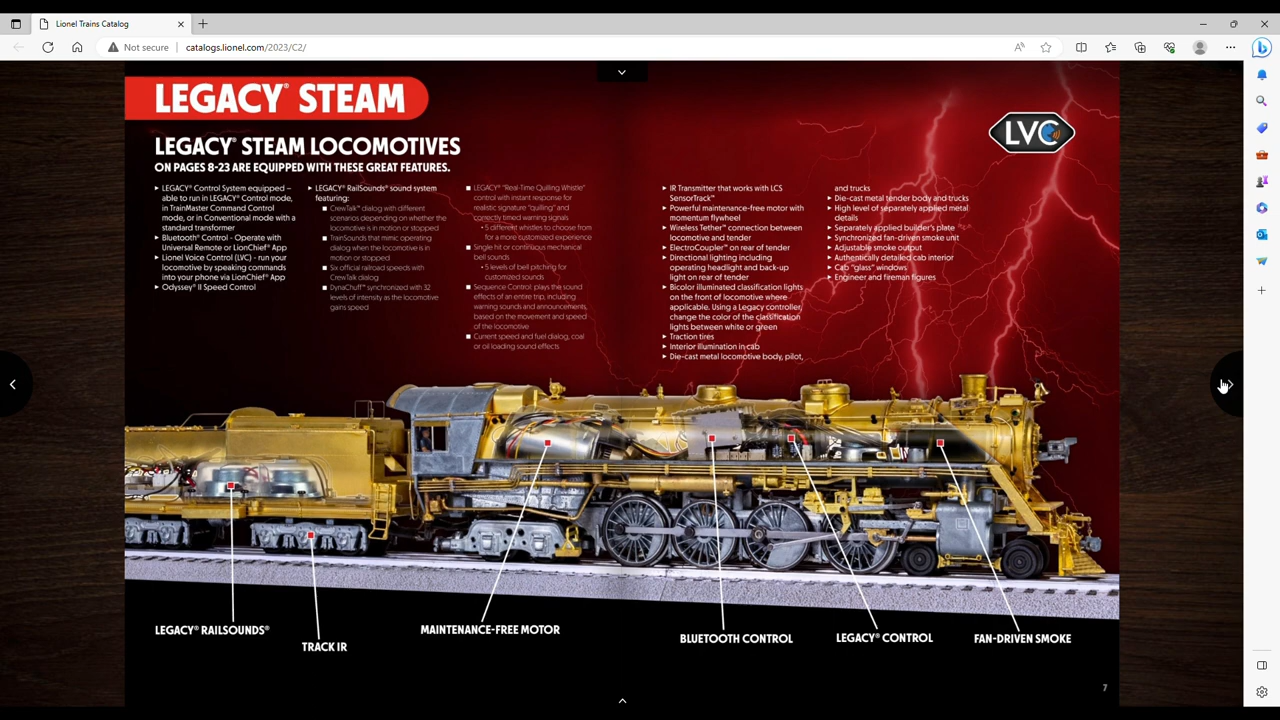 Lionel Trains Catalog
Not secure
catalogs.lionel.com/2023/C2/
LEGACY® STEAM
LVC
LEGACY® STEAM LOCOMOTIVES
ON PAGES 8-23 ARE EQUIPPED WITH THESE GREAT FEATURES.
LEGACY® Control System equipped –
able to run in LEGACY® Control mode,
in TrainMaster Command Control
mode, or in Conventional mode with a
standard transformer
Bluetooth® Control - Operate with
Universal Remote or LionChief® App
Lionel Voice Control (LVC) - run your
locomotive by speaking commands
into your phone via LionChief® App
Odyssey® II Speed Control
LEGACY® RailSounds® sound system
featuring:
CrewTalk™ dialog with different
scenarios depending on whether the
locomotive is in motion or stopped
TrainSounds that mimic operating
dialog when the locomotive is in
motion or stopped
Six official railroad speeds with
CrewTalk dialog
DynaChuff™ synchronized with 32
levels of intensity as the locomotive
gains speed
LEGACY® “Real-Time Quilling Whistle”
control with instant response for
realistic signature “quilling” and
correctly timed warning signals
• 5 different whistles to choose from
for a more customized experience
Single hit or continuous mechanical
bell sounds
• 5 levels of bell pitching for
customized sounds
Sequence Control: plays the sound
effects of an entire trip, including
warning sounds and announcements,
based on the movement and speed
of the locomotive
Current speed and fuel dialog, coal
or oil loading sound effects
IR Transmitter that works with LCS
SensorTrack™
Powerful maintenance-free motor with
momentum flywheel
Wireless Tether™ connection between
locomotive and tender
ElectroCoupler™ on rear of tender
Directional lighting including
operating headlight and back-up
light on rear of tender
Bicolor illuminated classification lights
on the front of locomotive where
applicable. Using a Legacy controller,
change the color of the classification
lights between white or green
Traction tires
Interior illumination in cab
Die-cast metal locomotive body, pilot,
and trucks
Die-cast metal tender body and trucks
High level of separately applied metal
details
Separately applied builder's plate
Synchronized fan-driven smoke unit
Adjustable smoke output
Authentically detailed cab interior
Cab “glass” windows
Engineer and fireman figures
LEGACY® RAILSOUNDS®
TRACK IR
MAINTENANCE-FREE MOTOR
BLUETOOTH CONTROL
LEGACY® CONTROL
FAN-DRIVEN SMOKE
7